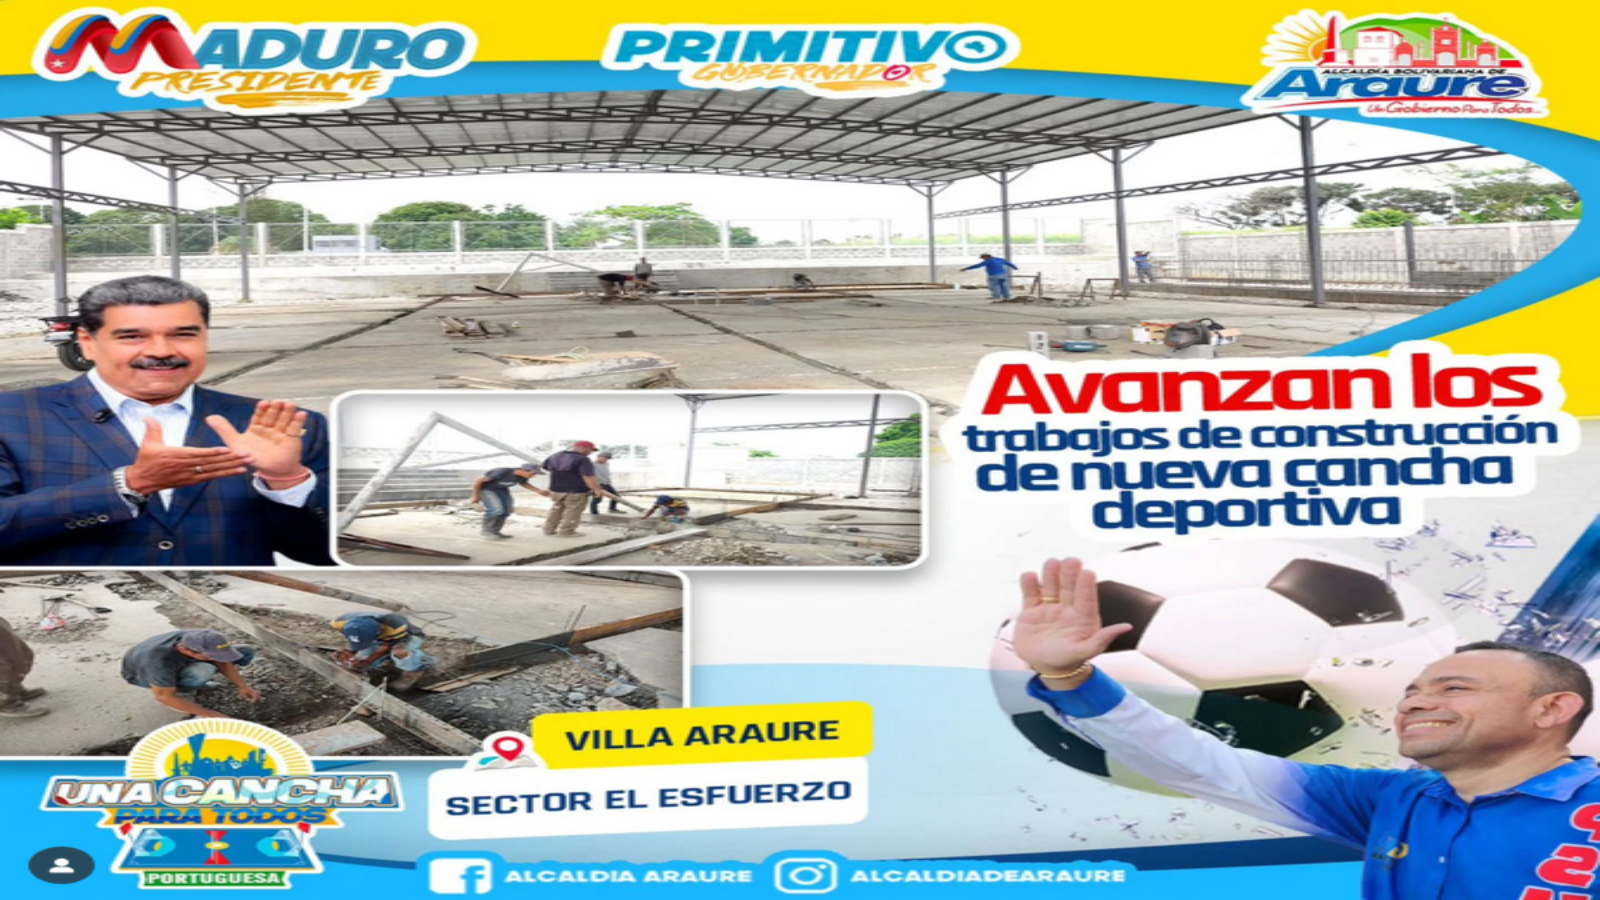 MADURO
PRESIDENTE
PRIMITIVO
GOBERNADOR
ALCALDÍA BOLIVARIANA DE
Araure
Un Gobierno Para Todos...
Avanzan los
trabajos de construcción
de nueva cancha
deportiva
VILLA ARAURE
SECTOR EL ESFUERZO
UNA CANCHA
PARA TODOS
PORTUGUESA
ALCALDIA ARAURE
ALCALDIADEARAURE